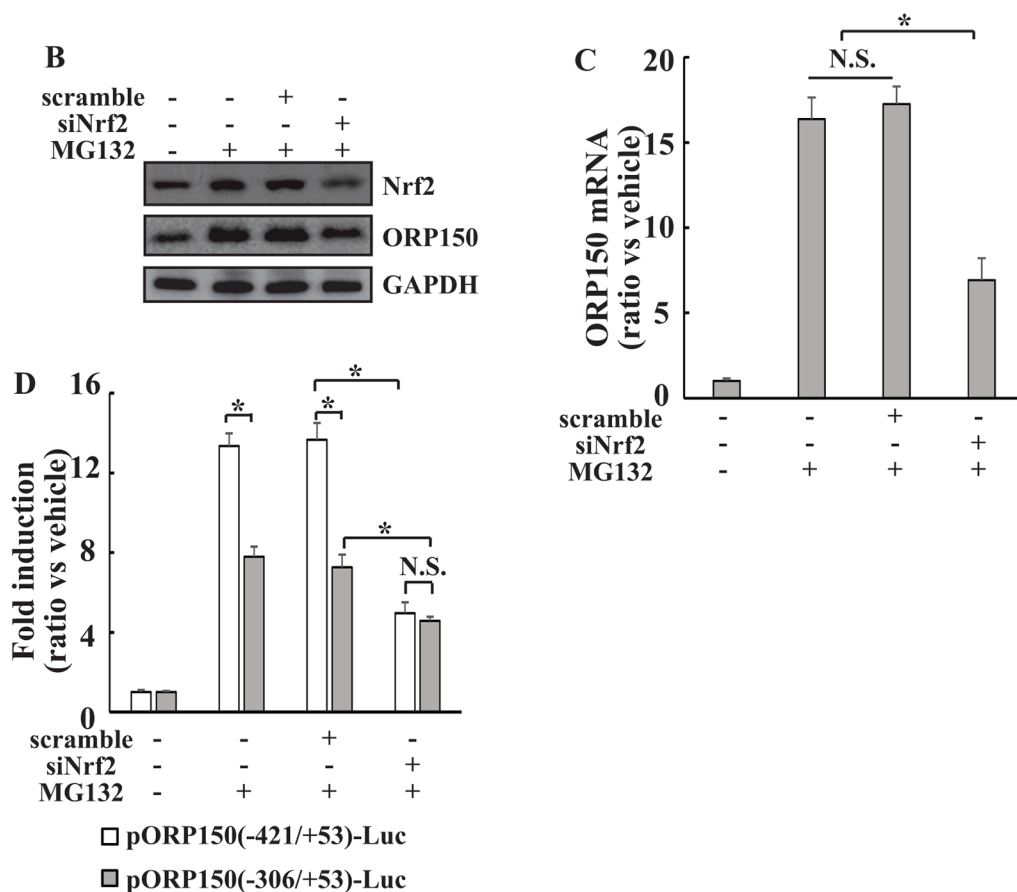 B
scramble - - + -
siNrf2 - - - +
MG132 - + + +
Nrf2
ORP150
GAPDH
C
ORP150 mRNA
(ratio vs vehicle)
20
15
10
5
0
N.S.
*
scramble - - + -
siNrf2 - - - +
MG132 - + + +
D
Fold induction
(ratio vs vehicle)
16
12
8
4
0
*
* *
*
N.S.
scramble - - + -
siNrf2 - - - +
MG132 - + + +
pORP150(-421/+53)-Luc
pORP150(-306/+53)-Luc